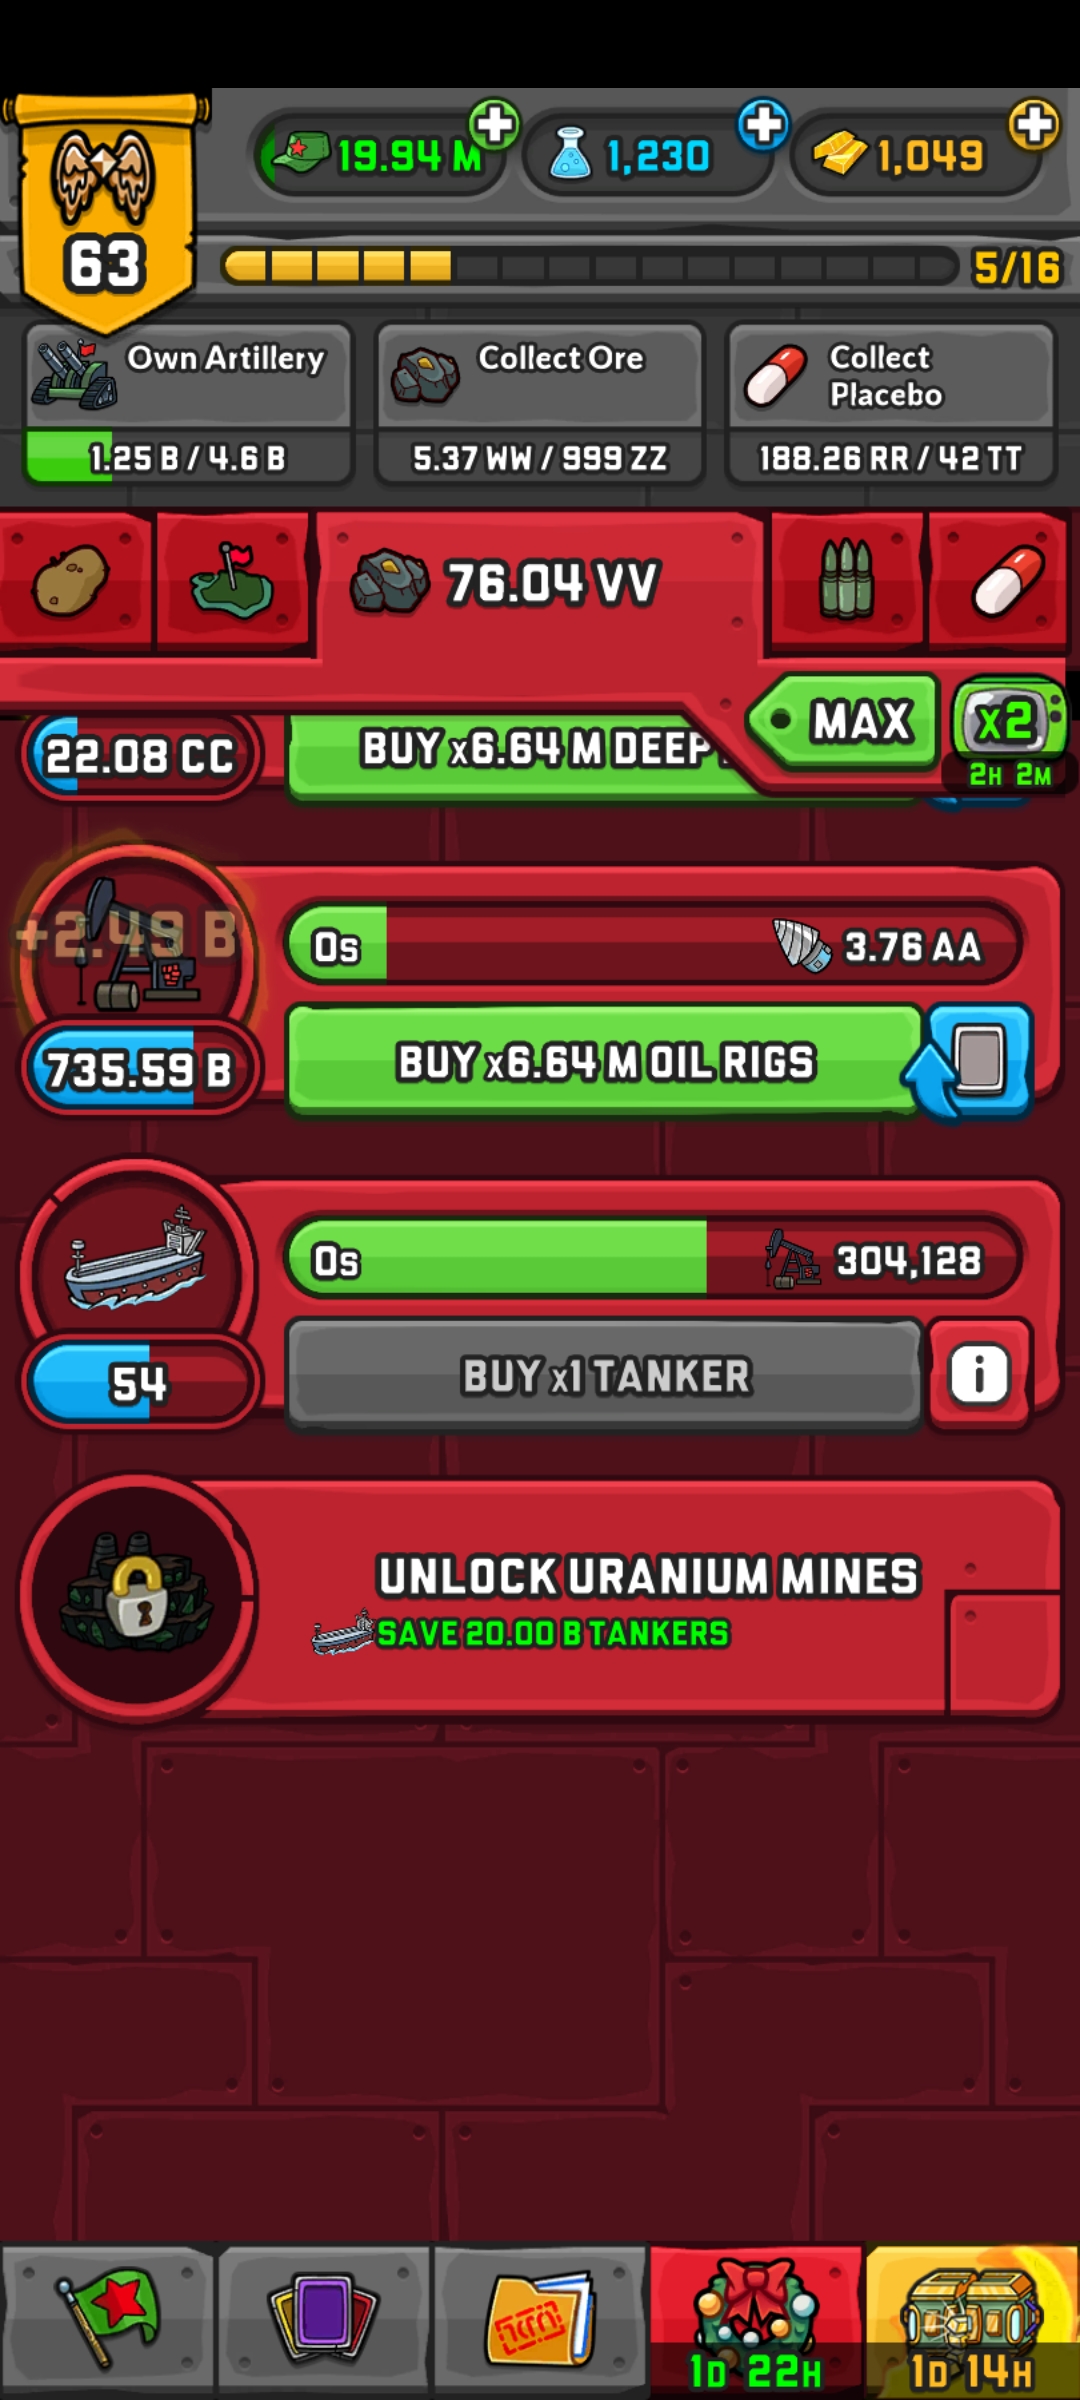 19.94 M
1,230
1,049
63
5/16
Own Artillery
1.25 B / 4.6 B
Collect Ore
5.37 WW / 999 ZZ
Collect
Placebo
188.26 RR / 42 TT
76.04 VV
MAX
x2
2H 2M
22.08 CC
BUY x6.64 M DEEP
+2.49 B
0s
3.76 AA
735.59 B
BUY x6.64 M OIL RIGS
0s
304,128
54
BUY x1 TANKER
i
UNLOCK URANIUM MINES
SAVE 20.00 B TANKERS
1D 22H
1D 14H